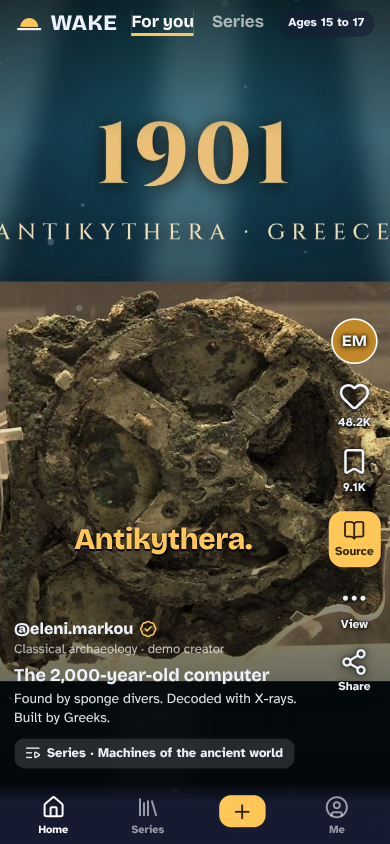 WAKE
For you
Series
Ages 15 to 17
1901
ANTIKYTHERA · GREECE
EM
48.2K
9.1K
Antikythera.
Source
@eleni.markou
View
Classical archaeology · demo creator
The 2,000-year-old computer
Share
Found by sponge divers. Decoded with X-rays.
Built by Greeks.
Series · Machines of the ancient world
Home
Series
Me